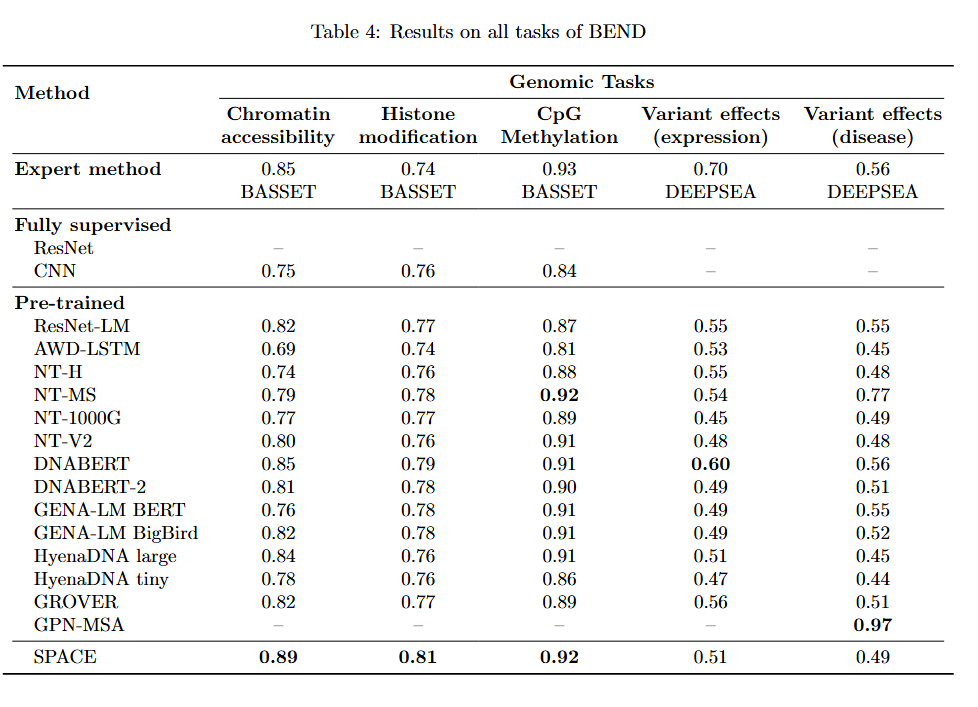 Table 4: Results on all tasks of BEND
Method Genomic Tasks
Chromatin accessibility Histone modification CpG Methylation Variant effects (expression) Variant effects (disease)
Expert method 0.85 0.74 0.93 0.70 0.56
BASSET BASSET BASSET DEEPSEA DEEPSEA
Fully supervised
ResNet – – – – –
CNN 0.75 0.76 0.84 – –
Pre-trained
ResNet-LM 0.82 0.77 0.87 0.55 0.55
AWD-LSTM 0.69 0.74 0.81 0.53 0.45
NT-H 0.74 0.76 0.88 0.55 0.48
NT-MS 0.79 0.78 0.92 0.54 0.77
NT-1000G 0.77 0.77 0.89 0.45 0.49
NT-V2 0.80 0.76 0.91 0.48 0.48
DNABERT 0.85 0.79 0.91 0.60 0.56
DNABERT-2 0.81 0.78 0.90 0.49 0.51
GENA-LM BERT 0.76 0.78 0.91 0.49 0.55
GENA-LM BigBird 0.82 0.78 0.91 0.49 0.52
HyenaDNA large 0.84 0.76 0.91 0.51 0.45
HyenaDNA tiny 0.78 0.76 0.86 0.47 0.44
GROVER 0.82 0.77 0.89 0.56 0.51
GPN-MSA – – – – 0.97
SPACE 0.89 0.81 0.92 0.51 0.49